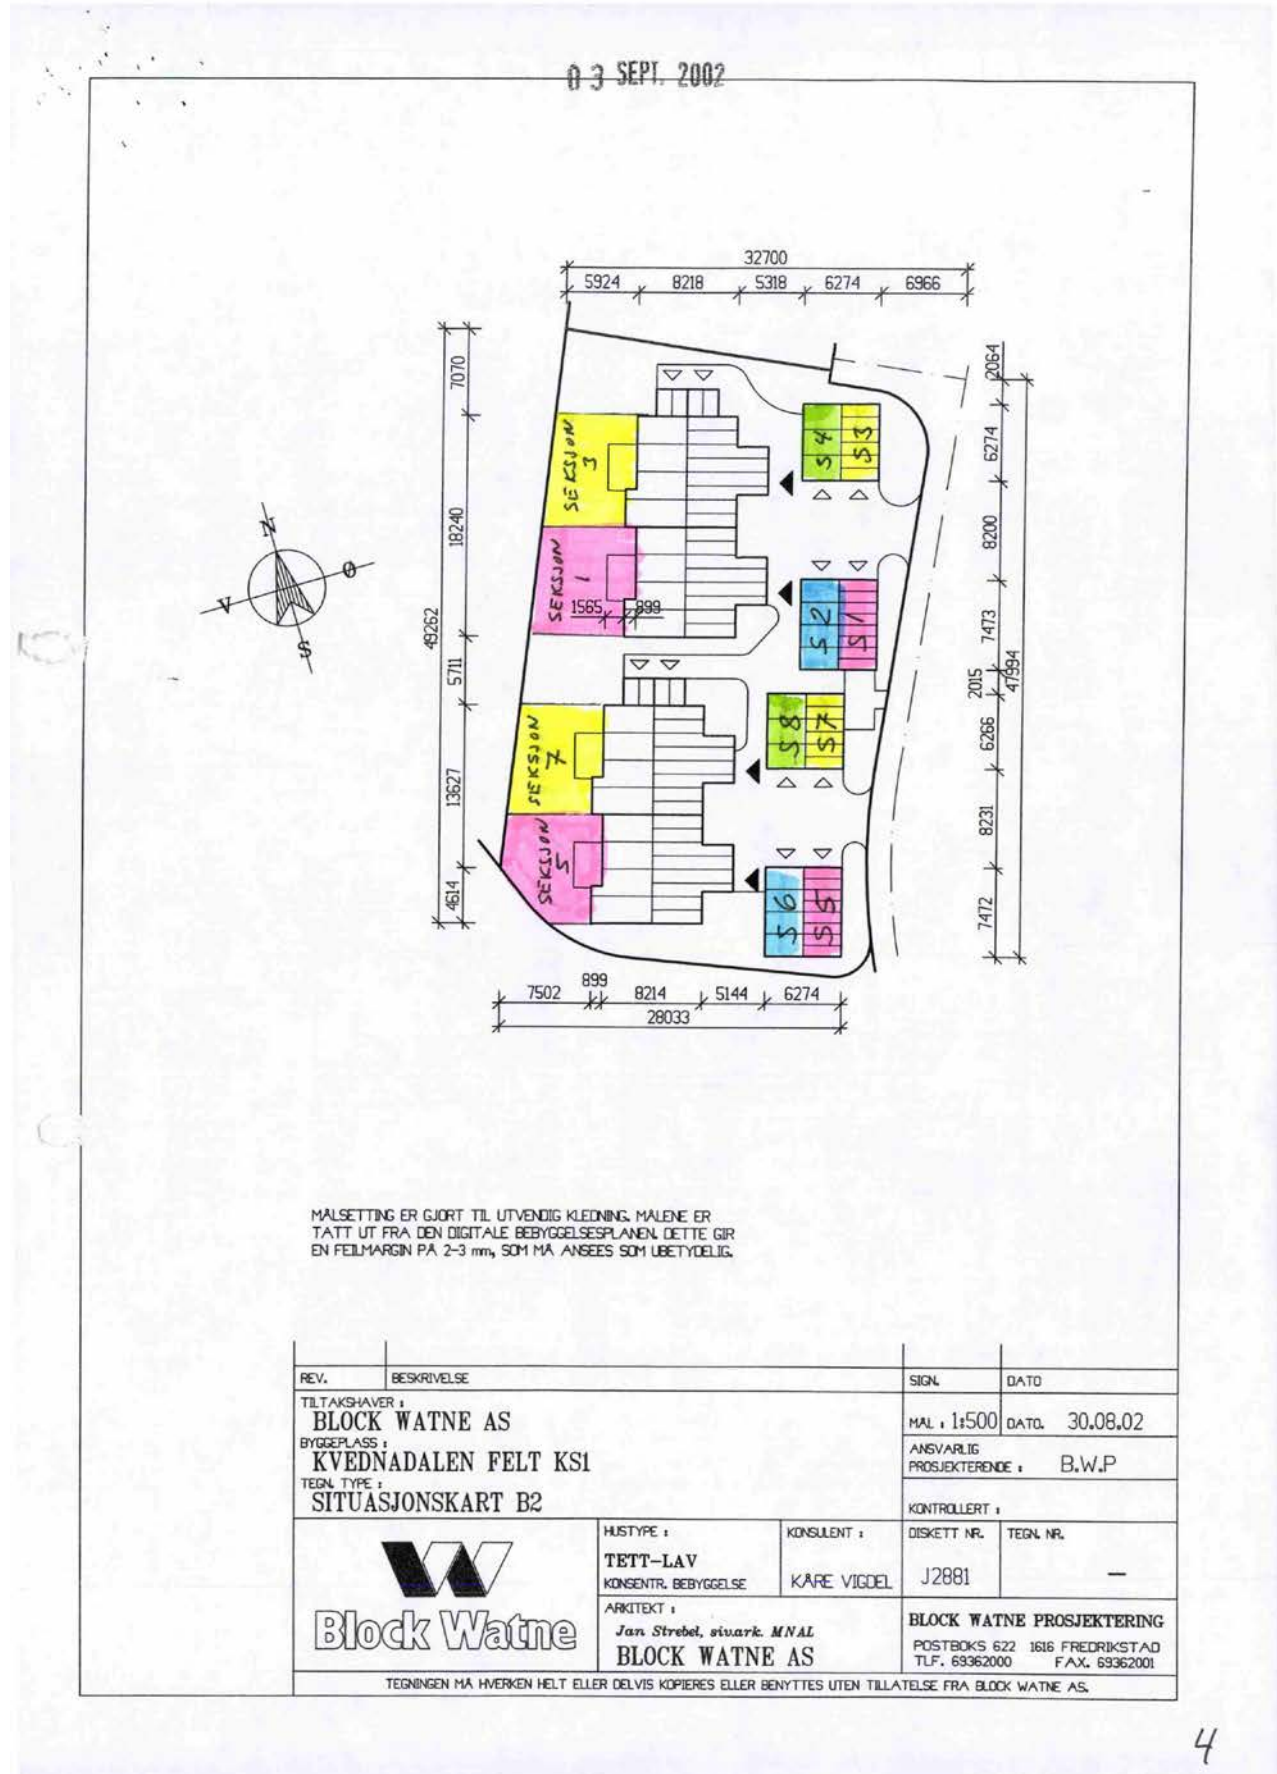 03 SEPT. 2002
32700
5924 8218 5318 6274 6966
7070
18240
49262
5711
13627
4614
2064
6274
8200
7473
47994
2015
6266
8231
7472
N
Ø
V
S
SEKSJON 3
S4
S3
SEKSJON 1
1565 899
S2
S1
SEKSJON 7
S8
S7
SEKSJON 5
S6
S5
7502 899 8214 5144 6274
28033
MÅLSETTING ER GJORT TIL UTVENDIG KLEDNING. MÅLENE ER
TATT UT FRA DEN DIGITALE BEBYGGELSESPLANEN. DETTE GIR
EN FEILMARGIN PÅ 2-3 mm, SOM MÅ ANSEES SOM UBETYDELIG.
REV. BESKRIVELSE SIGN. DATO
TILTAKSHAVER :
BLOCK WATNE AS
MÅL : 1:500 DATO. 30.08.02
BYGGEPLASS :
KVEDNADALEN FELT KS1
ANSVARLIG
PROSJEKTERENDE : B.W.P
TEGN. TYPE :
SITUASJONSKART B2
KONTROLLERT :
HUSTYPE :
TETT-LAV
KONSENTR. BEBYGGELSE
KONSULENT :
KÅRE VIGDEL
DISKETT NR.
J2881
TEGN. NR.
—
Block Watne
ARKITEKT :
Jan Strebel, sivark. MNAL
BLOCK WATNE AS
BLOCK WATNE PROSJEKTERING
POSTBOKS 622 1616 FREDRIKSTAD
TLF. 69362000 FAX. 69362001
TEGNINGEN MÅ HVERKEN HELT ELLER DELVIS KOPIERES ELLER BENYTTES UTEN TILLATELSE FRA BLOCK WATNE AS.
4